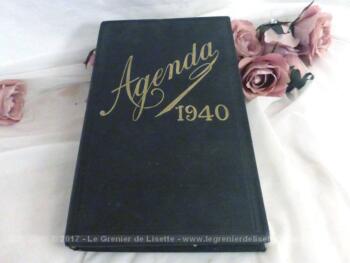 Agenda
1940
2017 - Le Grenier de Lisette - www.legrenierdelisette